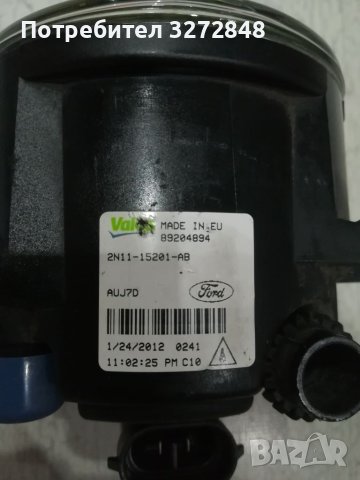 Потребител 3272848
Valeo MADE IN EU
89204894
2N11-15201-AB
AUJ7D
Ford
1/24/2012 0241
11:02:25 PM C10
BAZAR